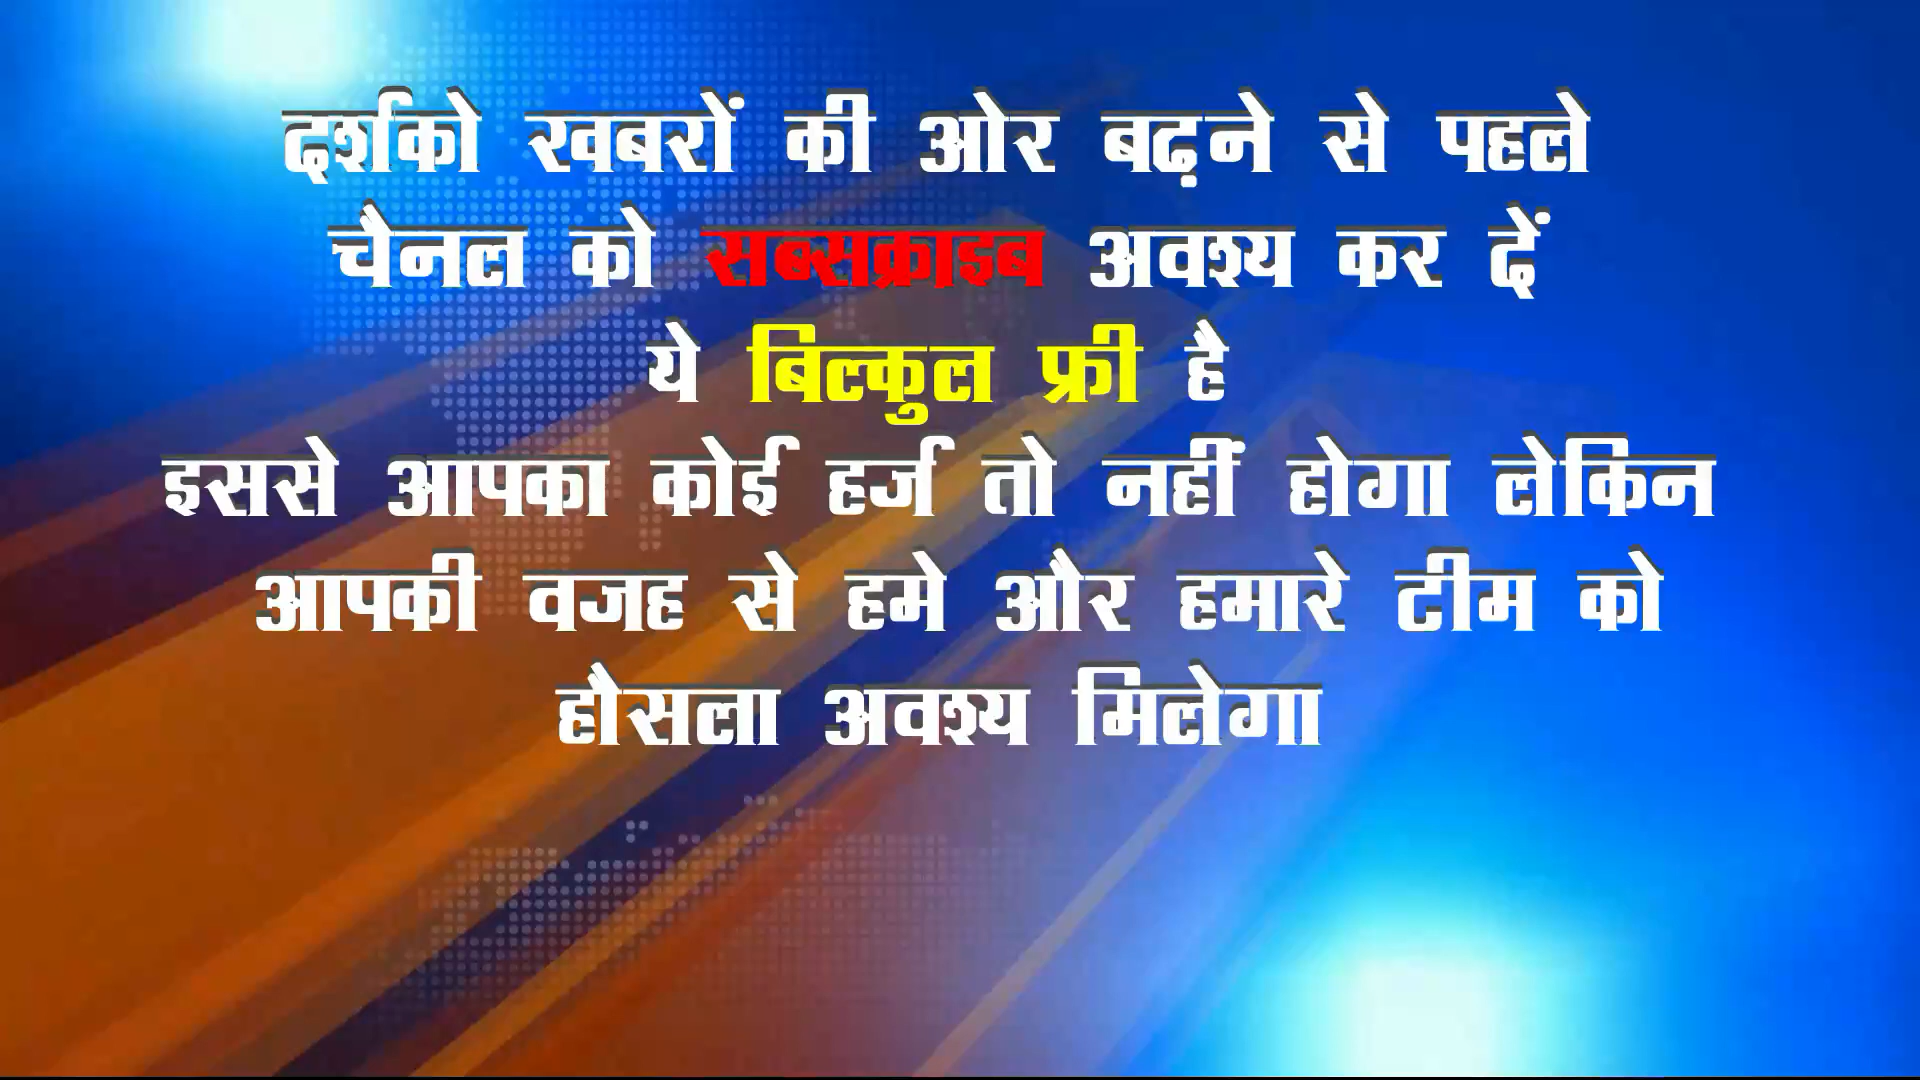 दर्शको खबरों की ओर बढ़ने से पहले
चैनल को सब्सक्राइब अवश्य कर दें
ये बिल्कुल फ्री है
इससे आपका कोई हर्ज तो नहीं होगा लेकिन
आपकी वजह से हमे और हमारे टीम को
हौसला अवश्य मिलेगा